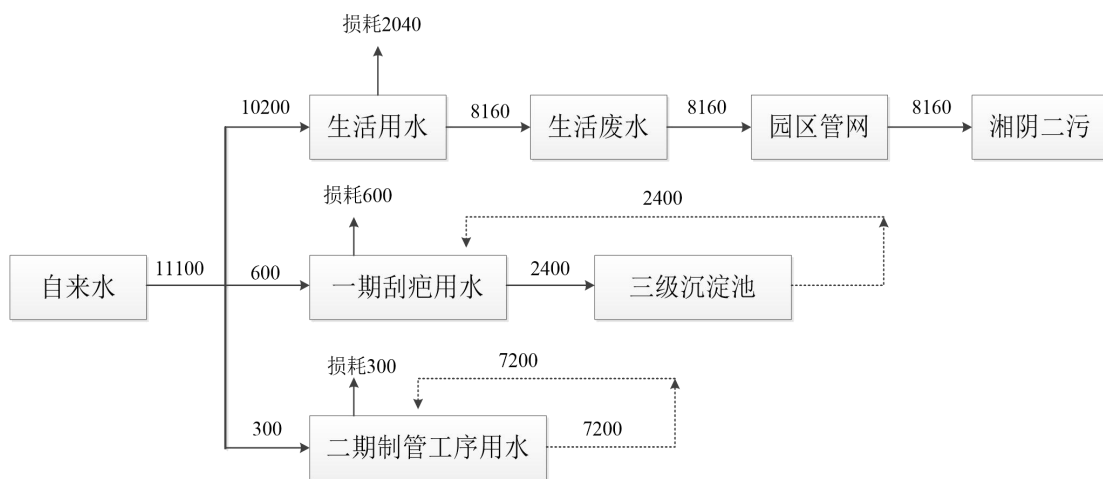 损耗2040
10200
生活用水
8160
生活废水
8160
园区管网
8160
湘阴二污
损耗600
2400
自来水
11100
600
一期刮疤用水
2400
三级沉淀池
损耗300
7200
300
二期制管工序用水
7200